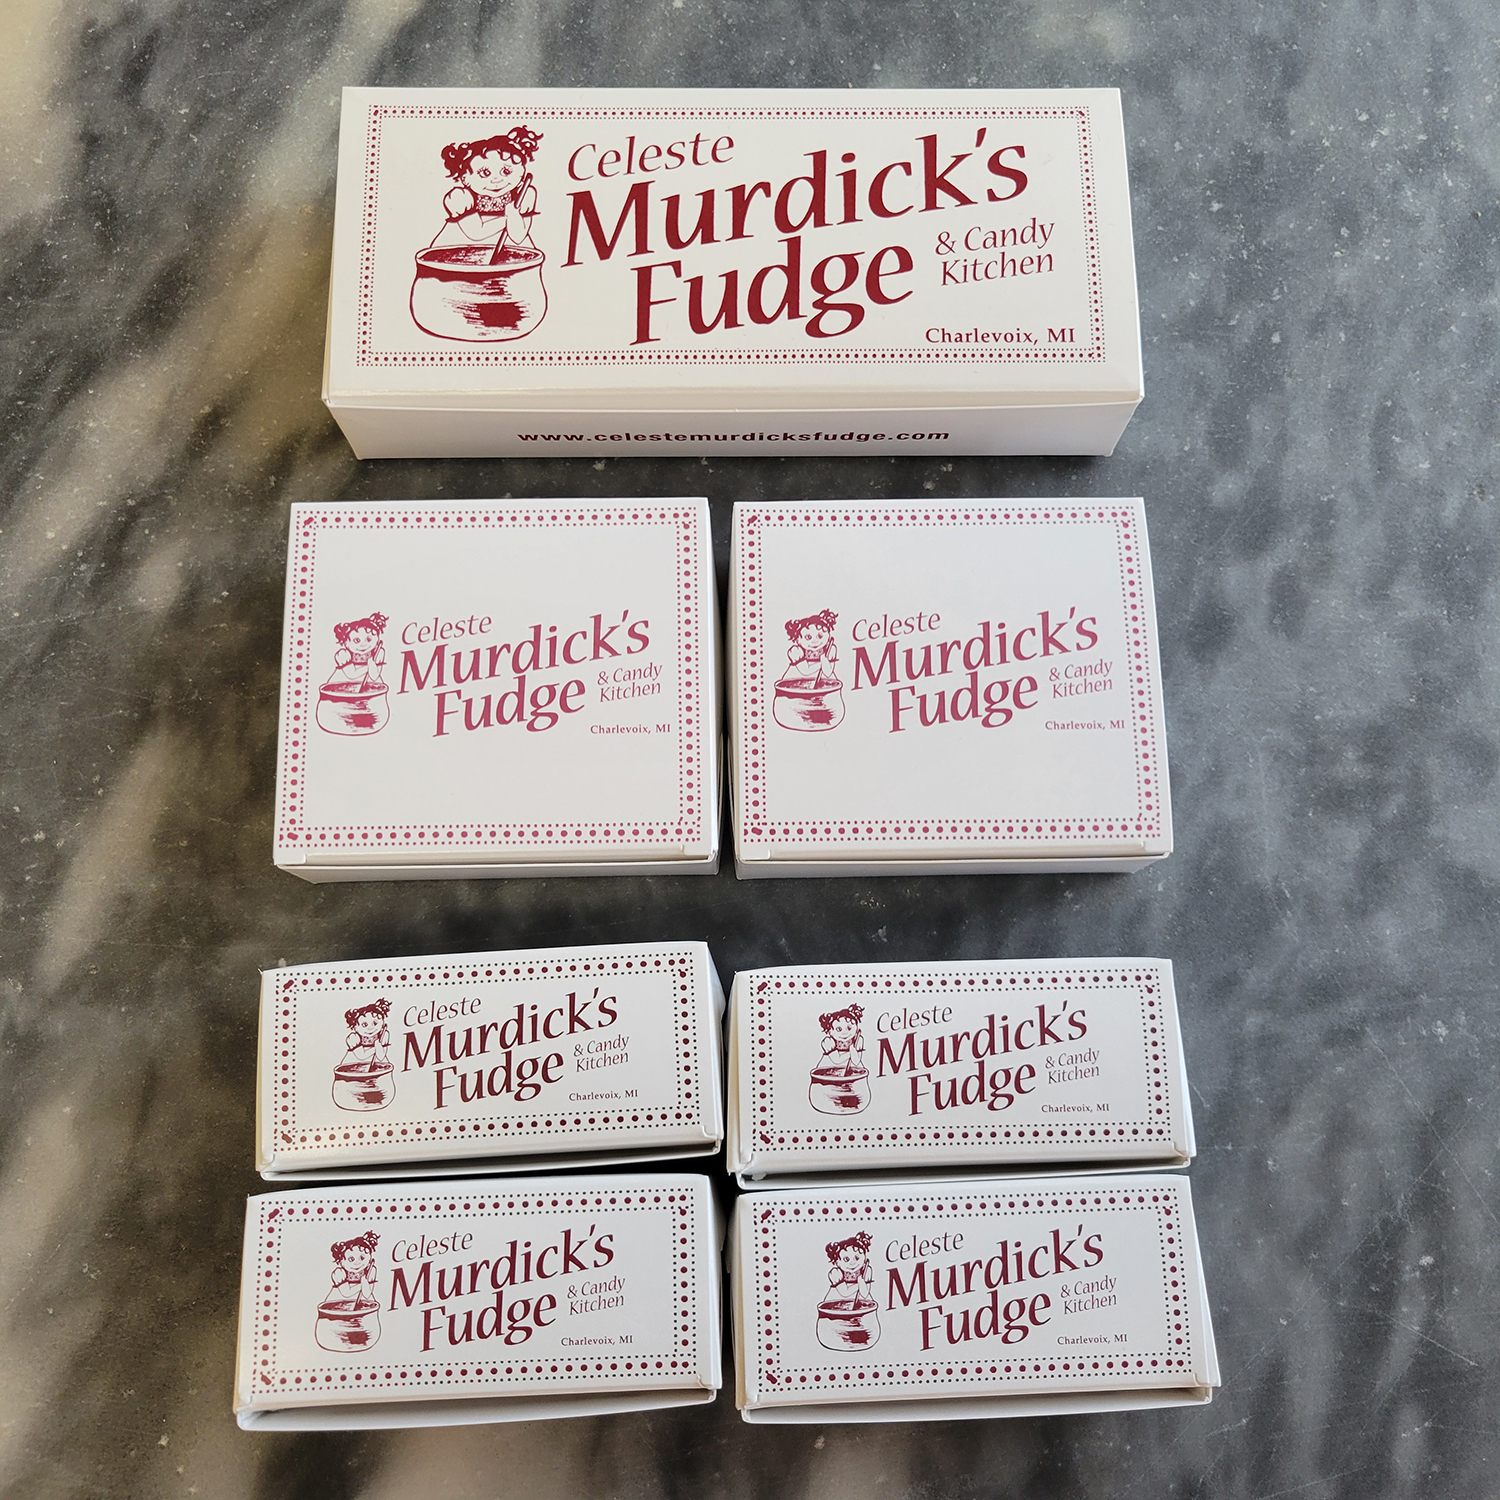 Celeste
Murdick's
Fudge
& Candy
Kitchen
Charlevoix, MI
www.celestemurdicksfudge.com
Celeste
Murdick's
Fudge
& Candy
Kitchen
Charlevoix, MI
Celeste
Murdick's
Fudge
& Candy
Kitchen
Charlevoix, MI
Celeste
Murdick's
Fudge
& Candy
Kitchen
Charlevoix, MI
Celeste
Murdick's
Fudge
& Candy
Kitchen
Charlevoix, MI
Celeste
Murdick's
Fudge
& Candy
Kitchen
Charlevoix, MI
Celeste
Murdick's
Fudge
& Candy
Kitchen
Charlevoix, MI